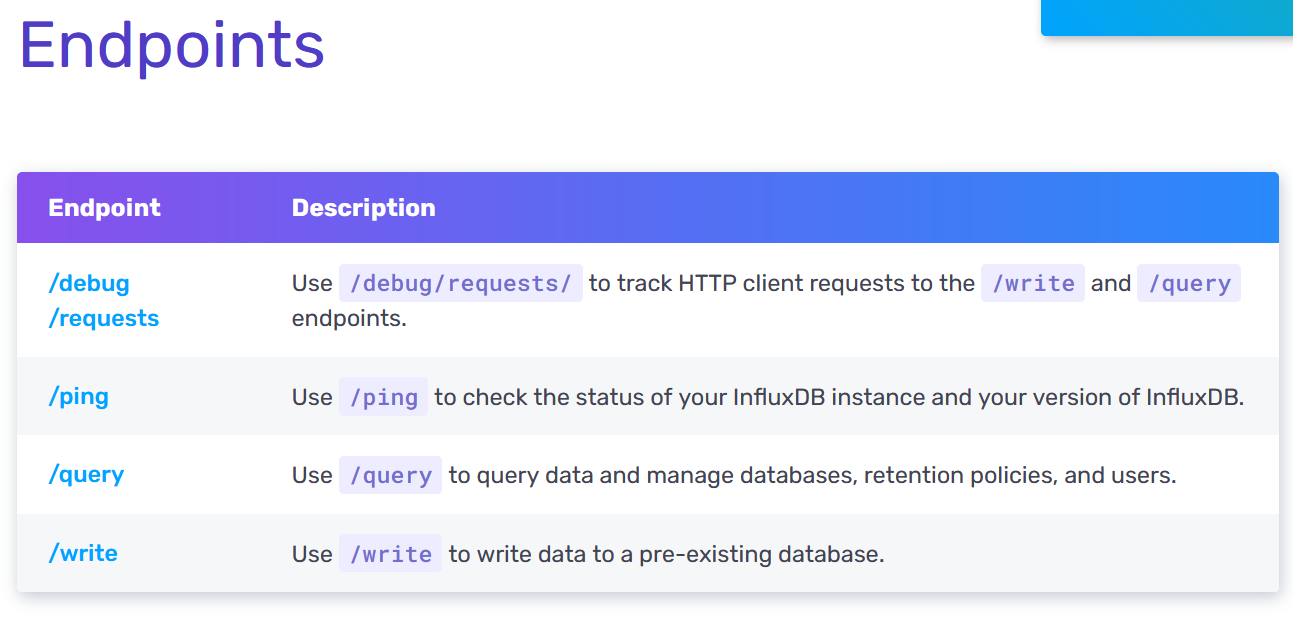 Endpoints
Endpoint Description
/debug Use /debug/requests/ to track HTTP client requests to the /write and /query
/requests endpoints.
/ping Use /ping to check the status of your InfluxDB instance and your version of InfluxDB.
/query Use /query to query data and manage databases, retention policies, and users.
/write Use /write to write data to a pre-existing database.